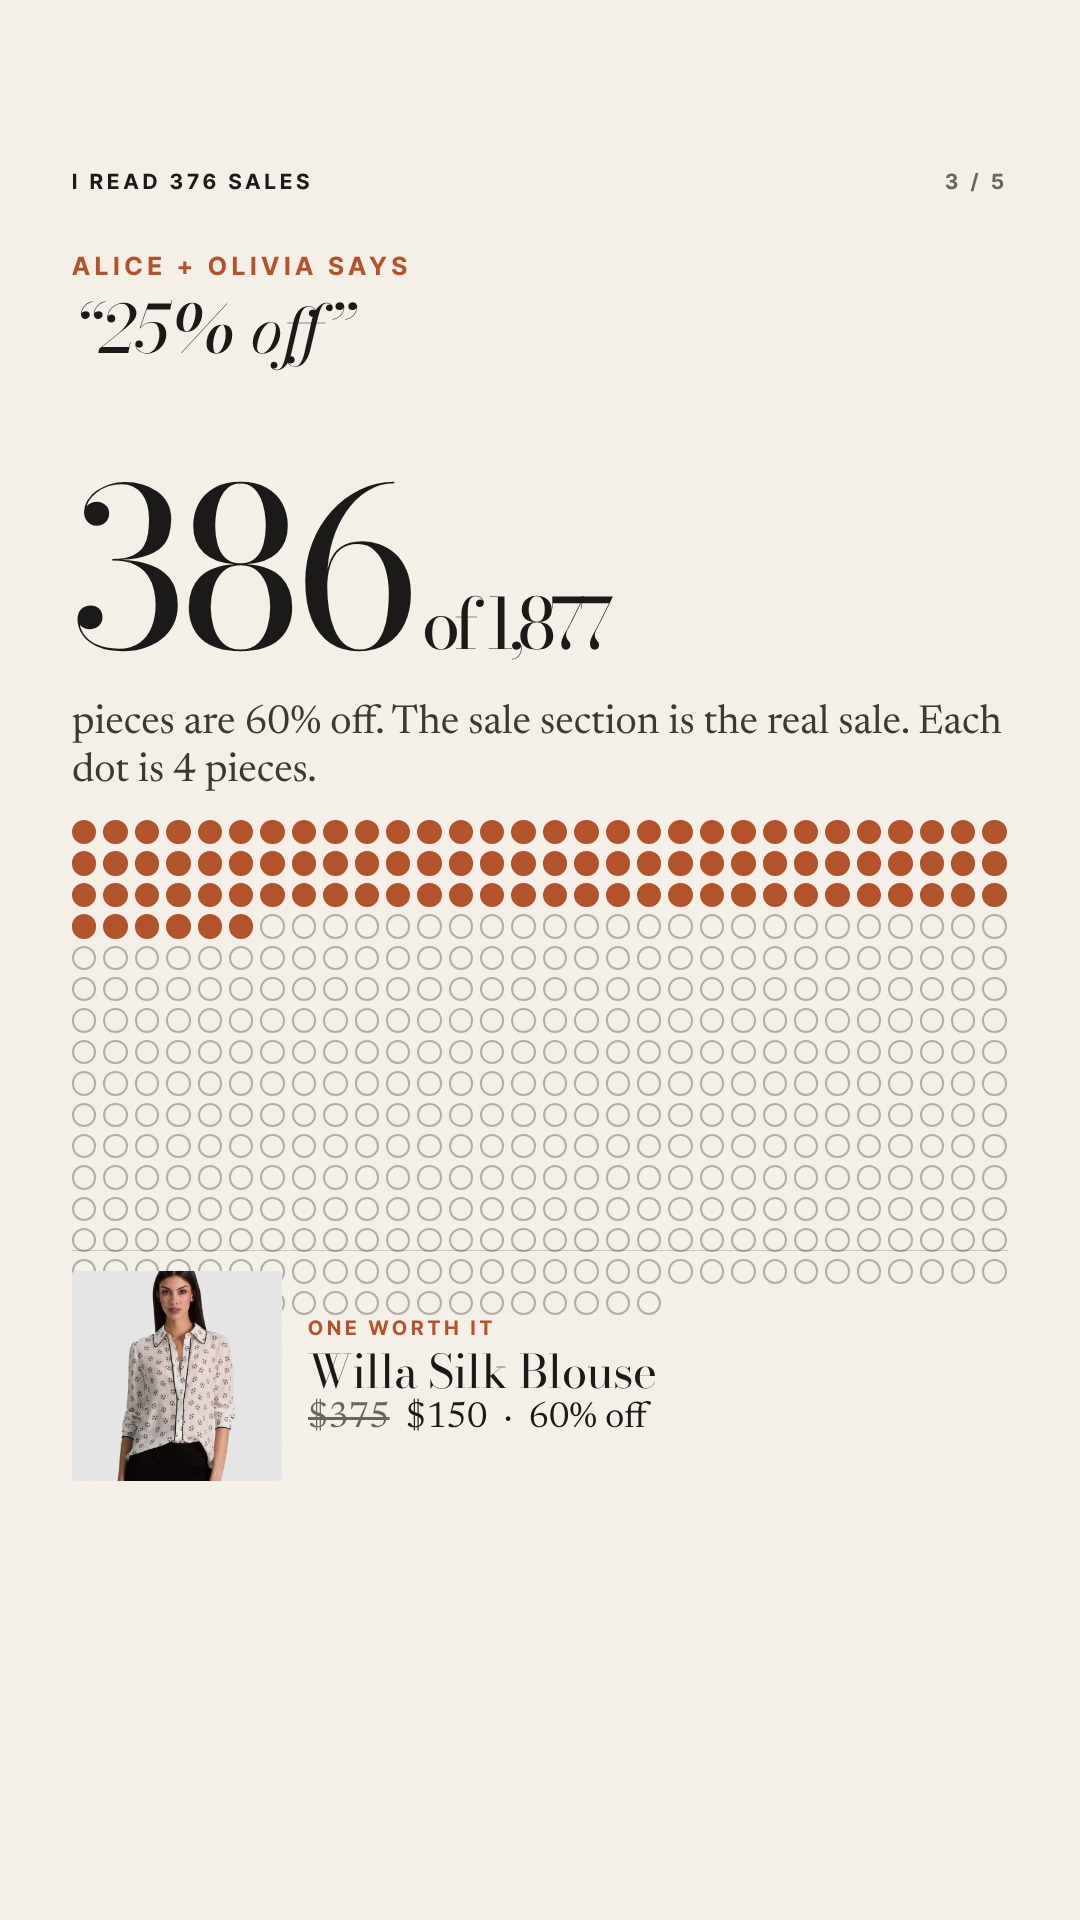 I READ 376 SALES
3 / 5
ALICE + OLIVIA SAYS
“25% off”
386 of 1,877
pieces are 60% off. The sale section is the real sale. Each
dot is 4 pieces.
ONE WORTH IT
Willa Silk Blouse
$375 $150 · 60% off